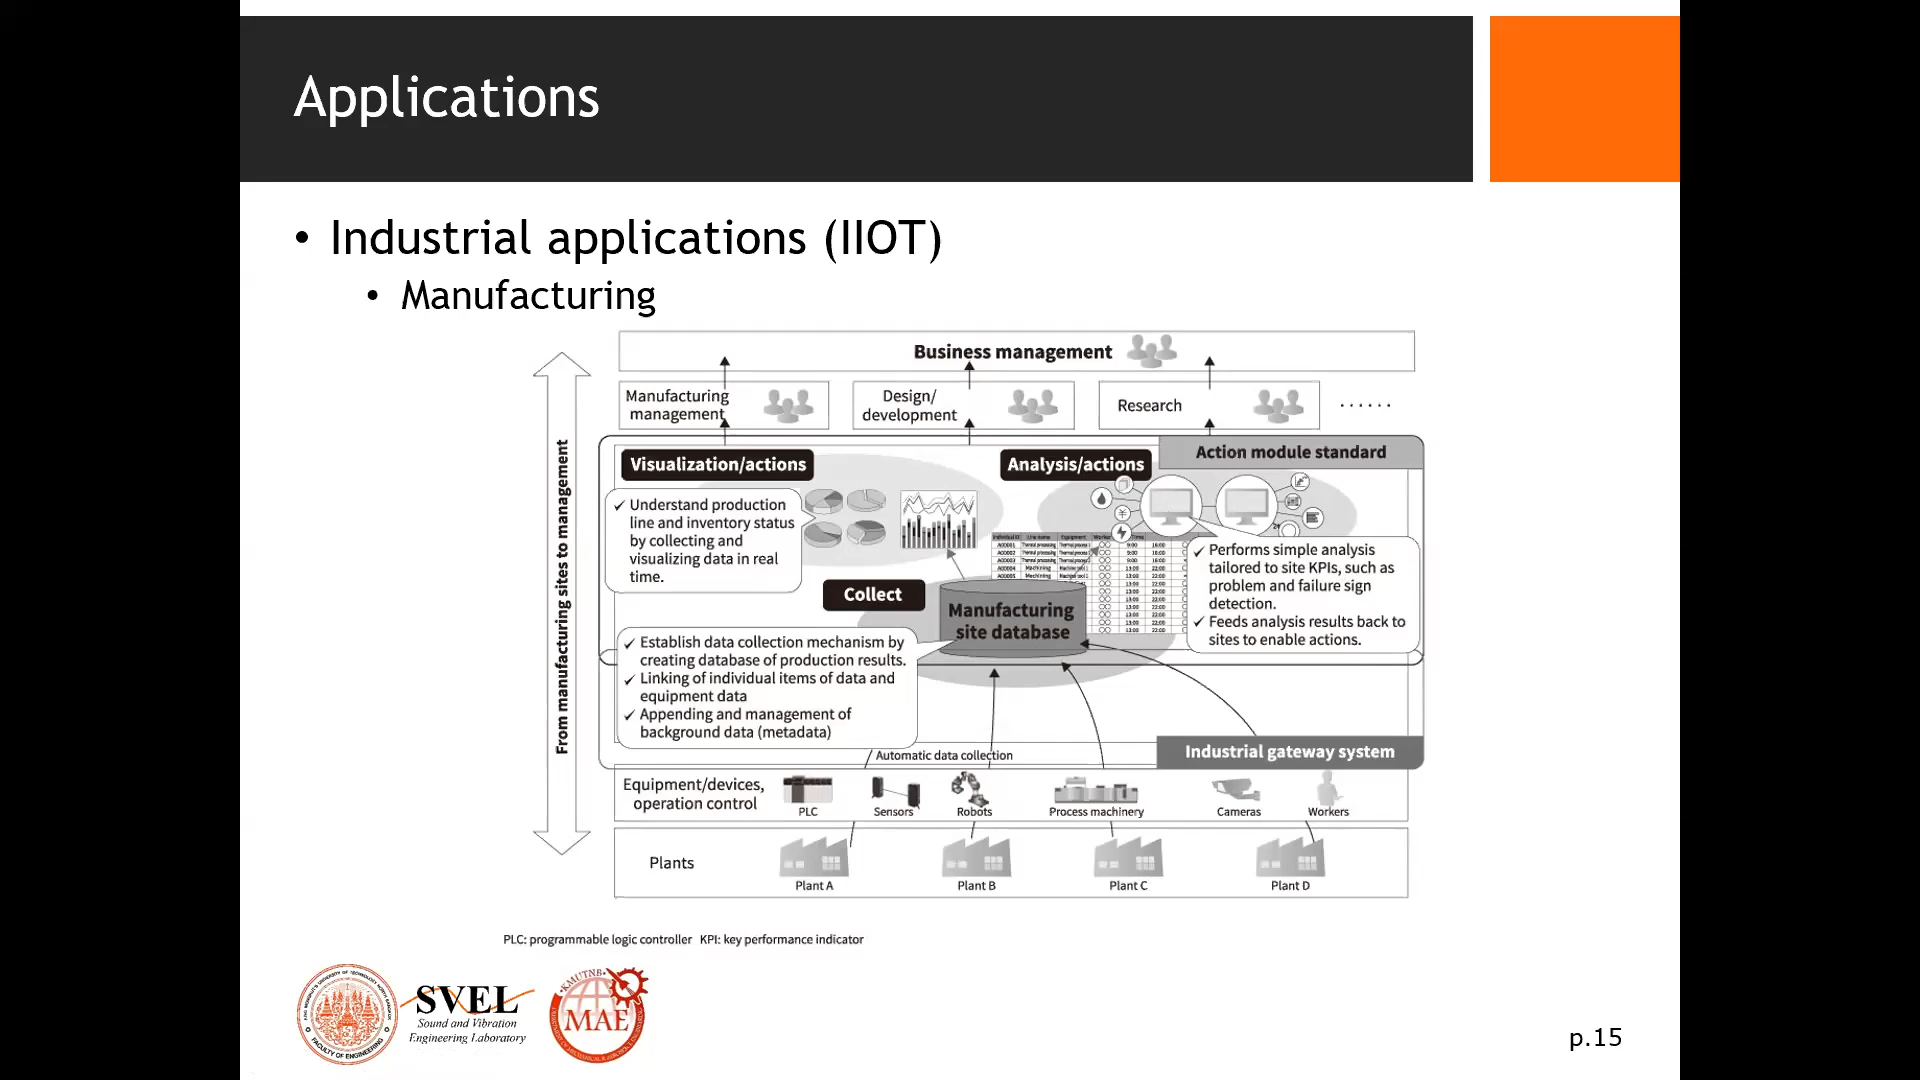 Applications
• Industrial applications (IIOT)
• Manufacturing
Business management
Manufacturing
management
Design/
development
Research
······
From manufacturing sites to management
Action module standard
Visualization/actions
Analysis/actions
✓ Understand production
line and inventory status
by collecting and
visualizing data in real
time.
✓ Performs simple analysis
tailored to site KPIs, such as
problem and failure sign
detection.
✓ Feeds analysis results back to
sites to enable actions.
Collect
Manufacturing
site database
✓ Establish data collection mechanism by
creating database of production results.
✓ Linking of individual items of data and
equipment data
✓ Appending and management of
background data (metadata)
Automatic data collection
Industrial gateway system
Equipment/devices,
operation control
PLC
Sensors
Robots
Process machinery
Cameras
Workers
Plants
Plant A
Plant B
Plant C
Plant D
PLC: programmable logic controller KPI: key performance indicator
FACULTY OF ENGINEERING
SVEL
Sound and Vibration
Engineering Laboratory
KMUTNB
MAE
p.15